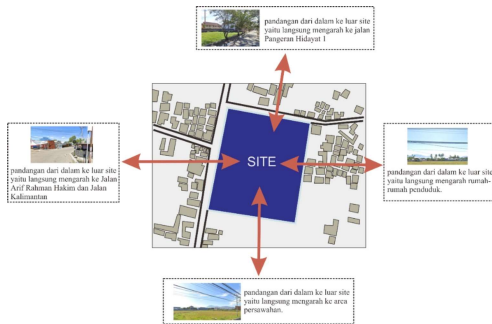 pandangan dari dalam ke luar site
yaitu langsung mengarah ke jalan
Pangeran Hidayat 1
SITE
pandangan dari dalam ke luar site
yaitu langsung mengarah ke Jalan
Arif Rahman Hakim dan Jalan
Kalimantan
pandangan dari dalam ke luar site
yaitu langsung mengarah rumah-
rumah penduduk.
pandangan dari dalam ke luar site
yaitu langsung mengarah ke area
persawahan.